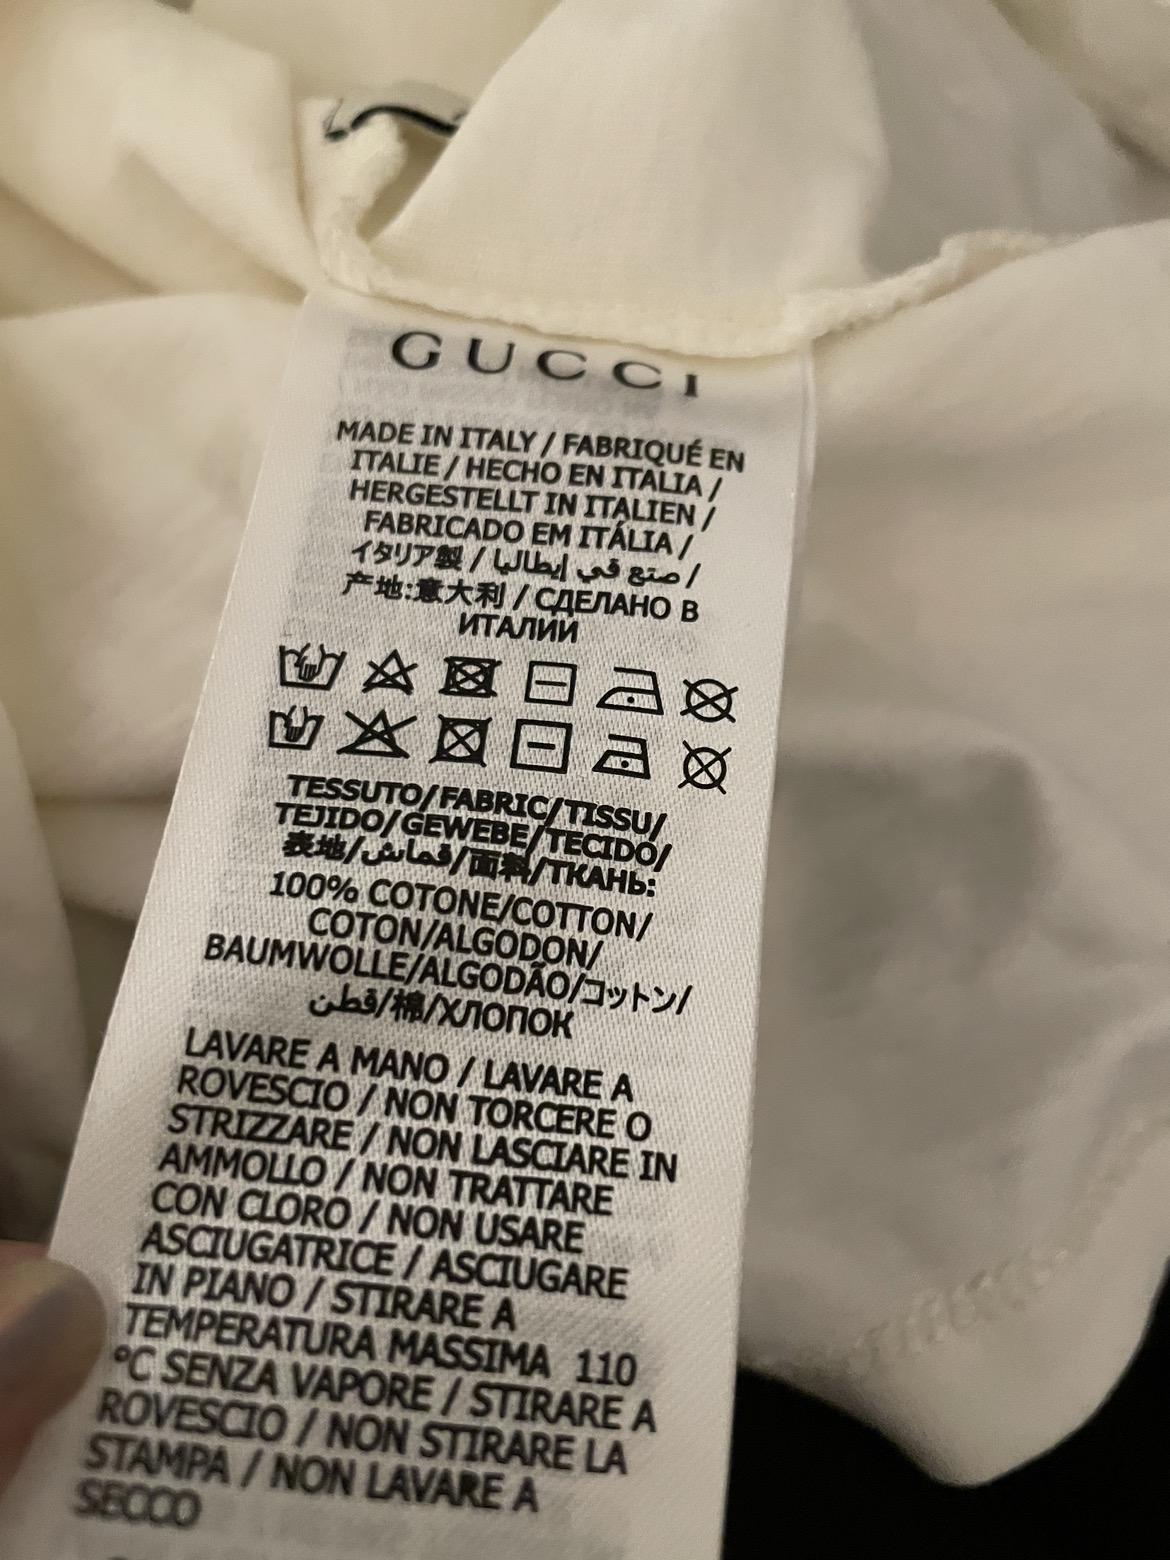 GUCCI
MADE IN ITALY / FABRIQUÉ EN
ITALIE / HECHO EN ITALIA /
HERGESTELLT IN ITALIEN /
FABRICADO EM ITÁLIA /
イタリア製 / صنع في إيطاليا /
产地:意大利 / СДЕЛАНО В
ИТАЛИИ
TESSUTO/FABRIC/TISSU/
TEJIDO/GEWEBE/TECIDO/
表地/قماش/面料/ТКАНЬ:
100% COTONE/COTTON/
COTON/ALGODON/
BAUMWOLLE/ALGODÃO/コットン/
قطن/棉/ХЛОПОК
LAVARE A MANO / LAVARE A
ROVESCIO / NON TORCERE O
STRIZZARE / NON LASCIARE IN
AMMOLLO / NON TRATTARE
CON CLORO / NON USARE
ASCIUGATRICE / ASCIUGARE
IN PIANO / STIRARE A
TEMPERATURA MASSIMA 110
°C SENZA VAPORE / STIRARE A
ROVESCIO / NON STIRARE LA
STAMPA / NON LAVARE A
SECCO